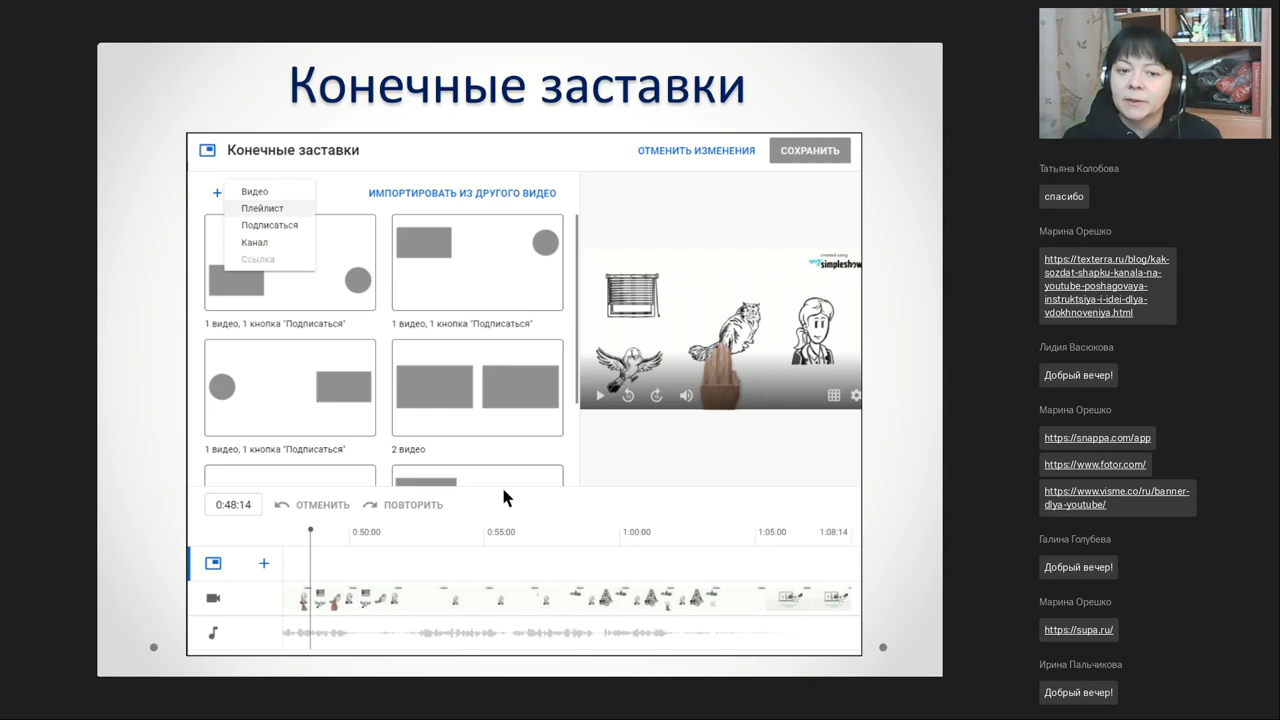 Конечные заставки
Конечные заставки
ОТМЕНИТЬ ИЗМЕНЕНИЯ
СОХРАНИТЬ
+
ИМПОРТИРОВАТЬ ИЗ ДРУГОГО ВИДЕО
Видео
Плейлист
Подписаться
Канал
Ссылка
1 видео, 1 кнопка "Подписаться"
1 видео, 1 кнопка "Подписаться"
1 видео, 1 кнопка "Подписаться"
2 видео
created using
simpleshow
0:48:14
ОТМЕНИТЬ
ПОВТОРИТЬ
0:50:00
0:55:00
1:00:00
1:05:00
1:08:14
+
Татьяна Колобова
спасибо
Марина Орешко
https://texterra.ru/blog/kak-
sozdat-shapku-kanala-na-
youtube-poshagovaya-
instruktsiya-i-idei-dlya-
vdokhnoveniya.html
Лидия Васюкова
Добрый вечер!
Марина Орешко
https://snappa.com/app
https://www.fotor.com/
https://www.visme.co/ru/banner-
dlya-youtube/
Галина Голубева
Добрый вечер!
Марина Орешко
https://supa.ru/
Ирина Пальчикова
Добрый вечер!